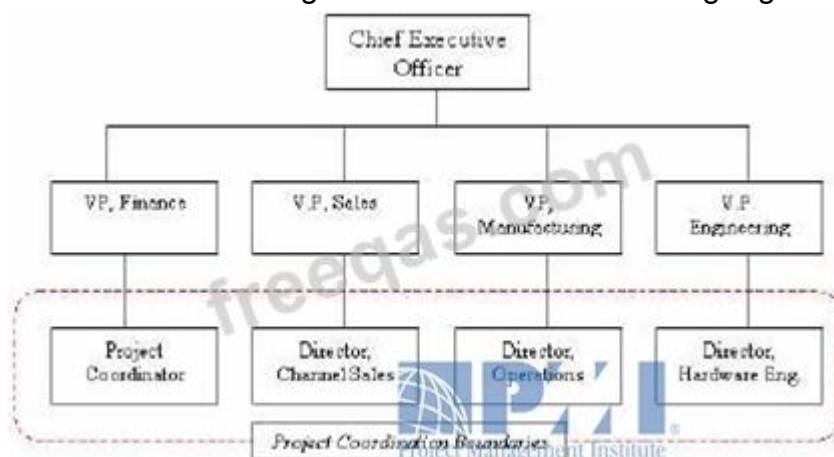 Chief Executive
Officer
VP, Finance
V.P, Sales
VP,
Manufacturing
V.P
Engineering
freeqas.com
Project
Coordinator
Director,
Channel Sales
Director,
Operations
Director,
Hardware Eng.
PMI
®
Project Coordination Boundaries
Project Management Institute